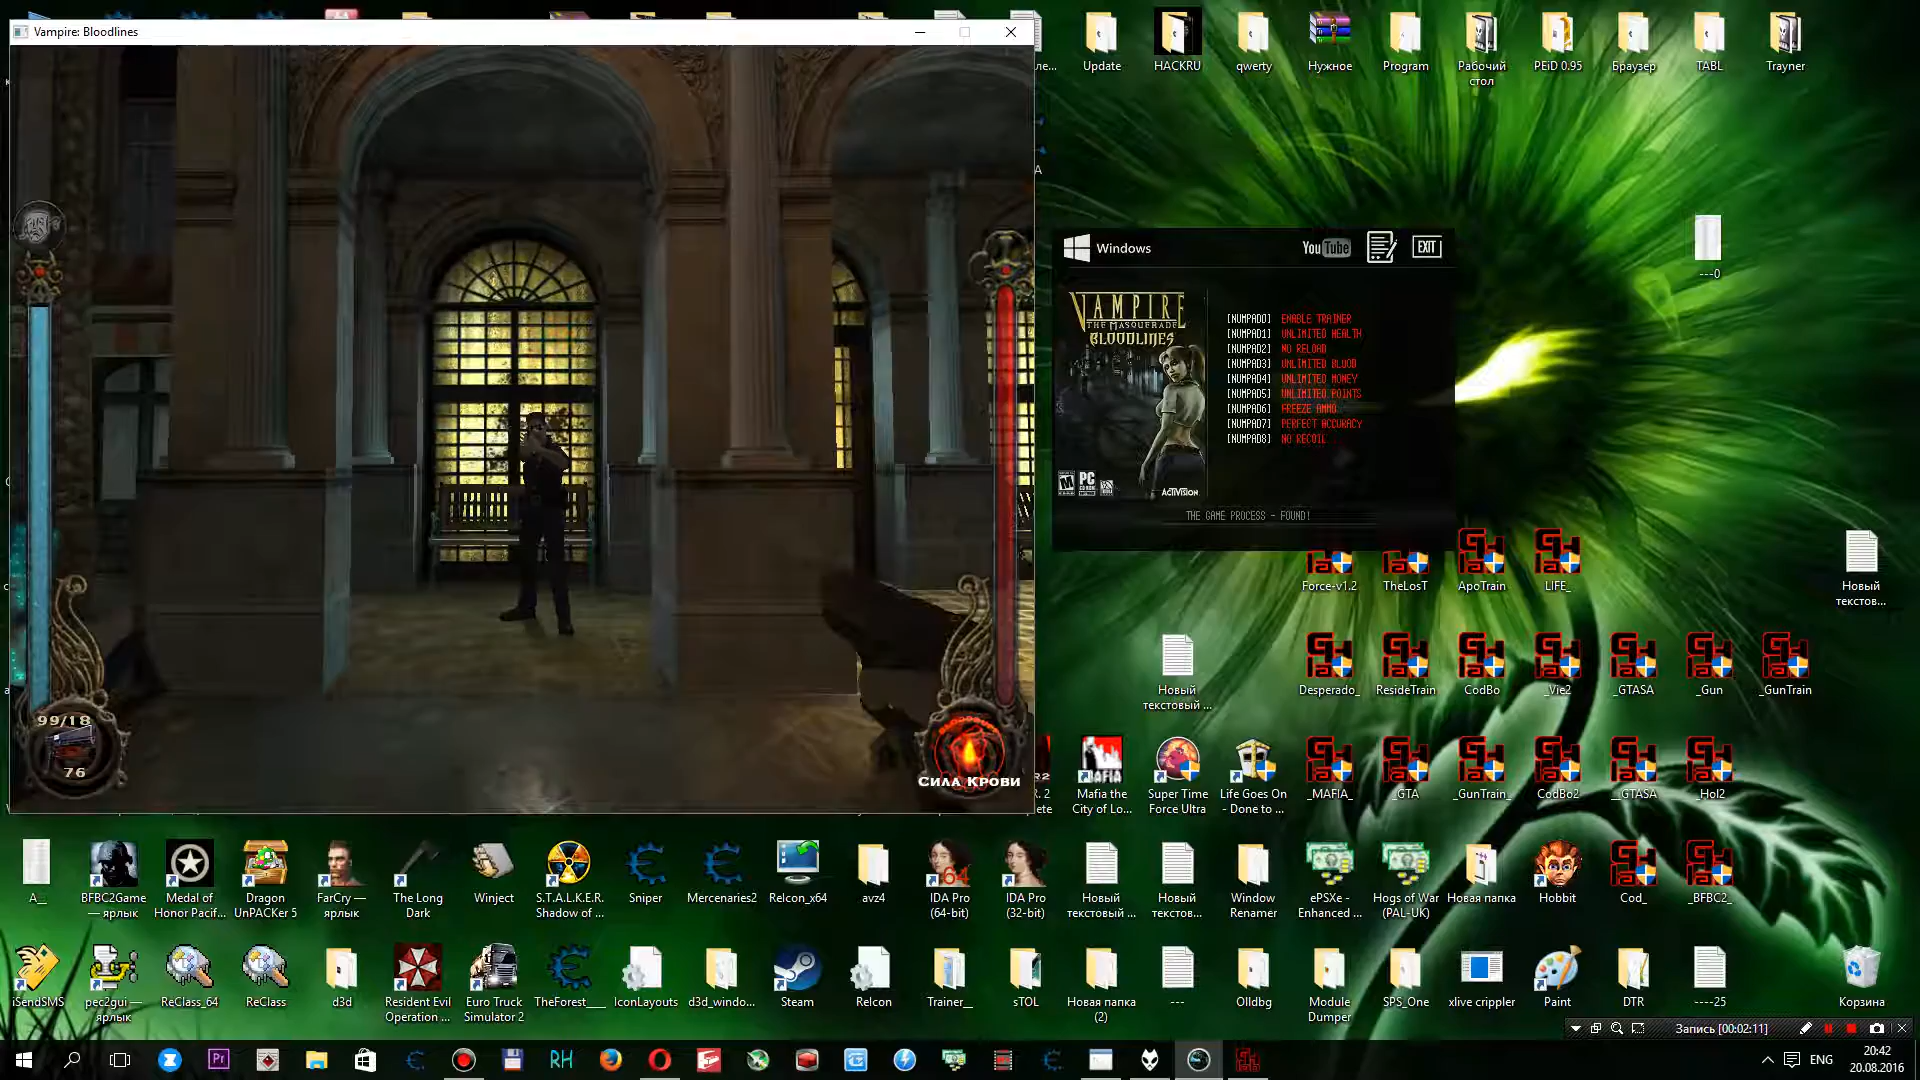 Vampire: Bloodlines
99/18
76
Сила Крови
Update
HACKRU
qwerty
Нужное
Program
Рабочий
стол
PEiD 0.95
Браузер
TABL
Trayner
---0
Windows
YouTube
EXIT
VAMPIRE
THE MASQUERADE
BLOODLINES
PC
ACTIVISION
[NUMPAD0] ENABLE TRAINER
[NUMPAD1] UNLIMITED HEALTH
[NUMPAD2] NO RELOAD
[NUMPAD3] UNLIMITED BLOOD
[NUMPAD4] UNLIMITED MONEY
[NUMPAD5] UNLIMITED POINTS
[NUMPAD6] FREEZE AMMO
[NUMPAD7] PERFECT ACCURACY
[NUMPAD8] NO RECOIL
THE GAME PROCESS - FOUND!
Force-v1.2
TheLosT
ApoTrain
LIFE_
Новый
текстов...
Новый
текстовый ...
Desperado_
ResideTrain
CodBo
_Vie2
_GTASA
_Gun
_GunTrain
Mafia the
City of Lo...
Super Time
Force Ultra
Life Goes On
- Done to ...
_MAFIA_
_GTA
_GunTrain_
CodBo2
__GTASA
_Hol2
A__
BFBC2Game
— ярлык
Medal of
Honor Pacif...
Dragon
UnPACKer 5
FarCry —
ярлык
The Long
Dark
Winject
S.T.A.L.K.E.R.
Shadow of ...
Sniper
Mercenaries2
Relcon_x64
avz4
IDA Pro
(64-bit)
IDA Pro
(32-bit)
Новый
текстовый ...
Новый
текстов...
Window
Renamer
ePSXe -
Enhanced ...
Hogs of War
(PAL-UK)
Новая папка
Hobbit
Cod_
_BFBC2_
iSendSMS
pec2gui —
ярлык
ReClass_64
ReClass
d3d
Resident Evil
Operation ...
Euro Truck
Simulator 2
TheForest____
IconLayouts
d3d_windo...
Steam
Relcon
Trainer__
sTOL
Новая папка
(2)
---
Olldbg
Module
Dumper
SPS_One
xlive crippler
Paint
DTR
----25
Корзина
Запись [00:02:11]
ENG
20:42
20.08.2016